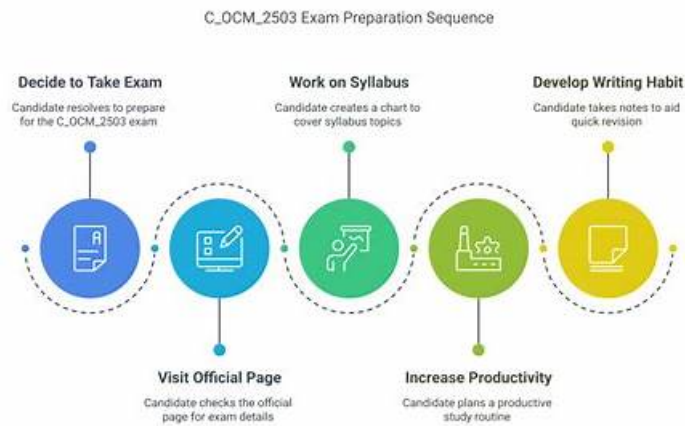 C_OCM_2503 Exam Preparation Sequence
Decide to Take Exam
Candidate resolves to prepare
for the C_OCM_2503 exam
Work on Syllabus
Candidate creates a chart to
cover syllabus topics
Develop Writing Habit
Candidate takes notes to aid
quick revision
A
Visit Official Page
Candidate checks the official
page for exam details
Increase Productivity
Candidate plans a productive
study routine